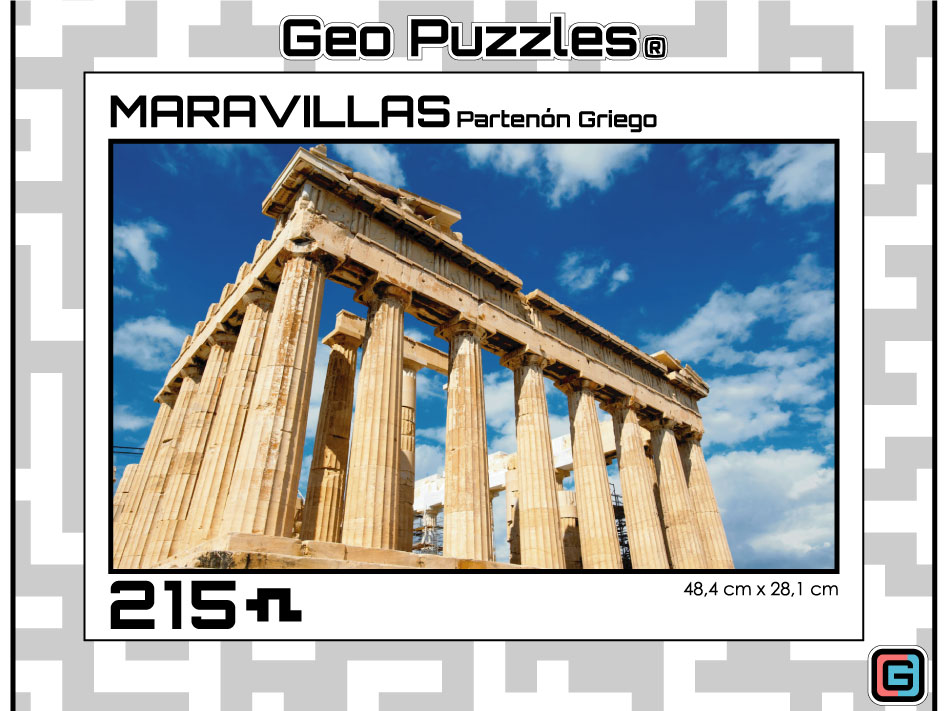 Geo Puzzles®
MARAVILLAS Partenón Griego
215
48,4 cm x 28,1 cm
G